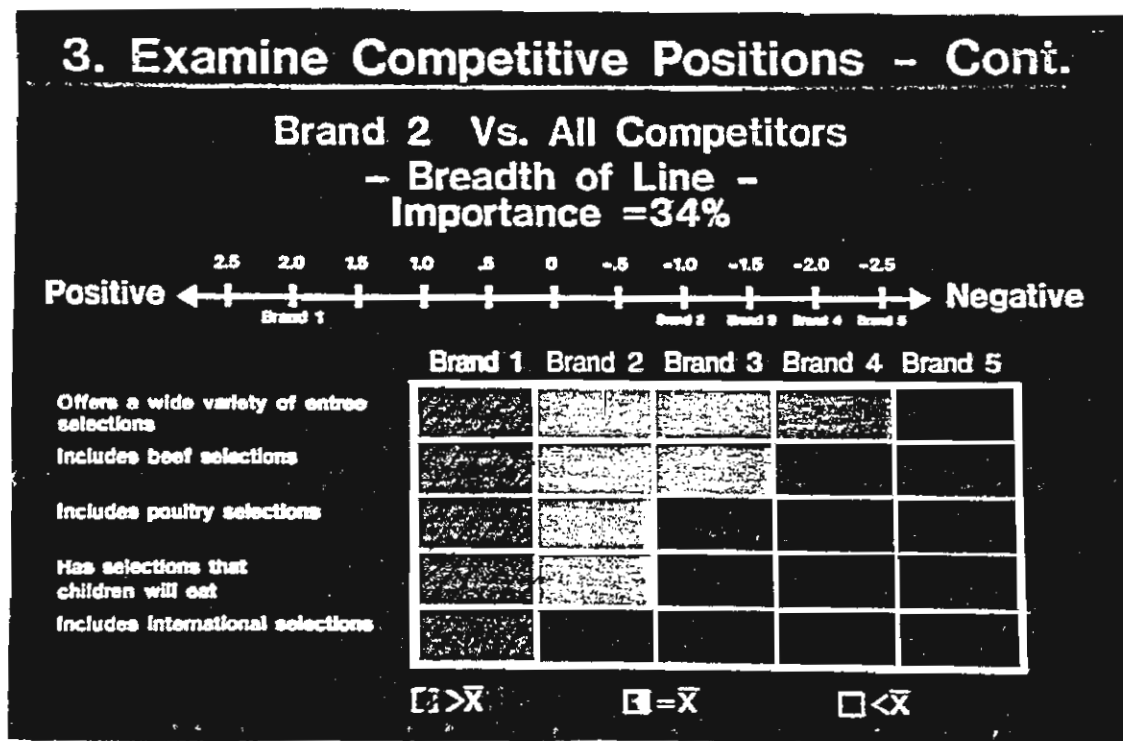 3. Examine Competitive Positions - Cont.
Brand 2 Vs. All Competitors
- Breadth of Line -
Importance =34%
2.5 2.0 1.5 1.0 .5 0 -.5 -1.0 -1.5 -2.0 -2.5
Positive Negative
Brand 1 Brand 2 Brand 3 Brand 4 Brand 5
Brand 1 Brand 2 Brand 3 Brand 4 Brand 5
Offers a wide variety of entree
selections
Includes beef selections
Includes poultry selections
Has selections that
children will eat
Includes international selections
>X̅ =X̅ <X̅